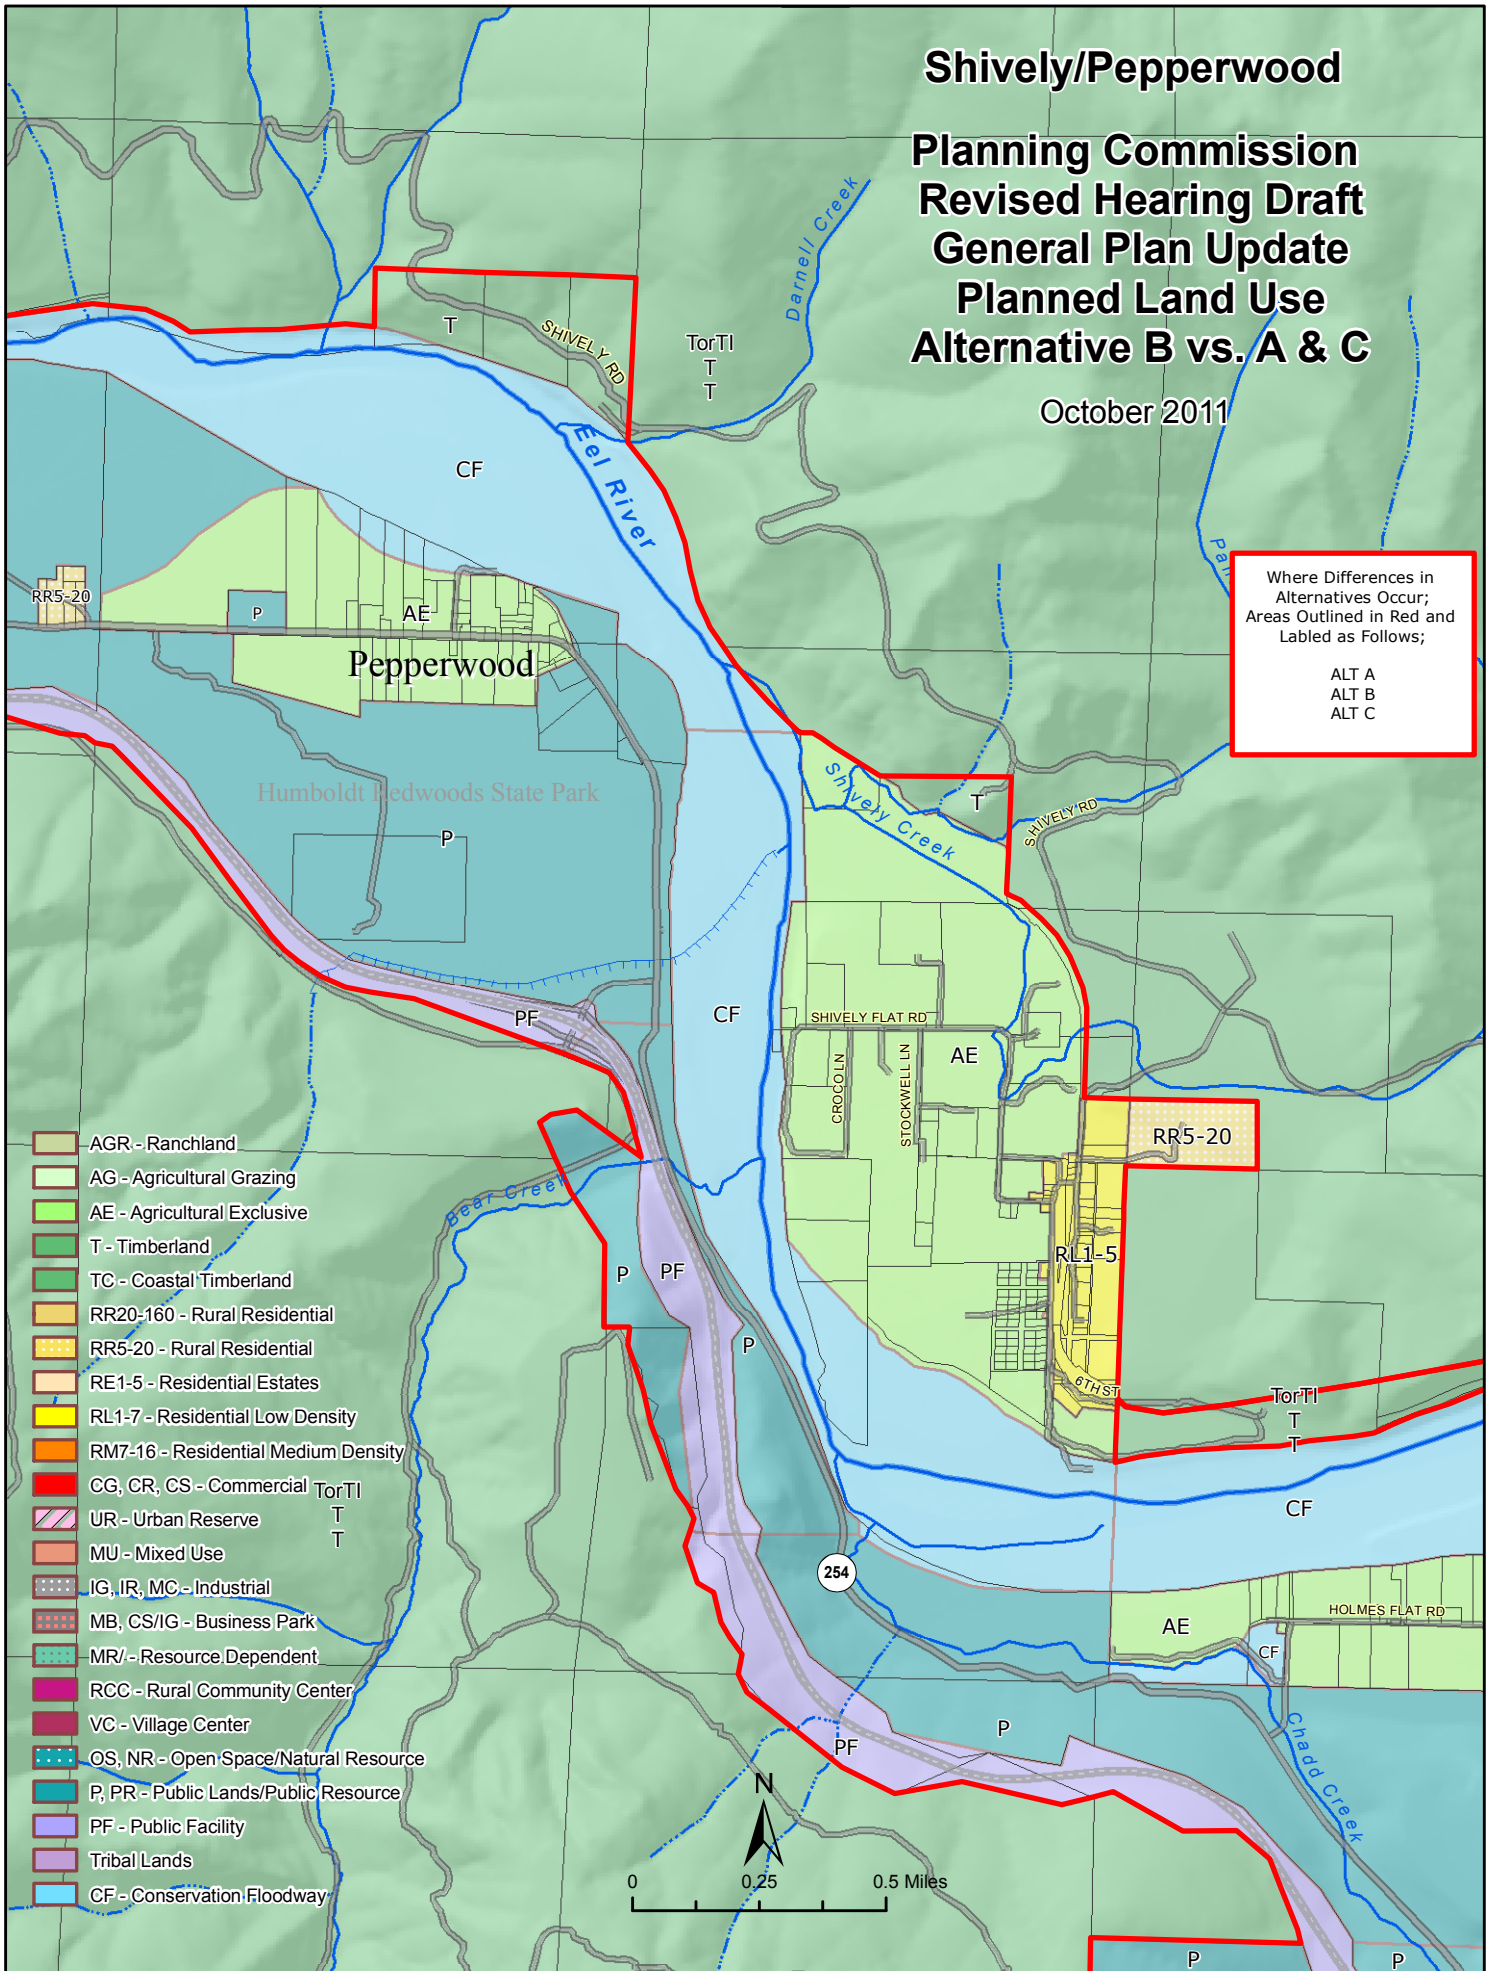 Shively/Pepperwood
Planning Commission
Revised Hearing Draft
General Plan Update
Planned Land Use
Alternative B vs. A & C
October 2011
Darnell Creek
T
SHIVELY RD
TorTI
T
T
Eel River
CF
Where Differences in
Alternatives Occur;
Areas Outlined in Red and
Labled as Follows;
ALT A
ALT B
ALT C
RR5-20
P
AE
Pepperwood
Humboldt Redwoods State Park
P
Shively Creek
T
SHIVELY RD
PF
CF
SHIVELY FLAT RD
CROCO LN
STOCKWELL LN
AE
RR5-20
RL1-5
6TH ST
Bear Creek
P
PF
P
TorTI
T
T
CF
254
AE
HOLMES FLAT RD
CF
Chadd Creek
P
PF
P
P
TorTI
T
T
AGR - Ranchland
AG - Agricultural Grazing
AE - Agricultural Exclusive
T - Timberland
TC - Coastal Timberland
RR20-160 - Rural Residential
RR5-20 - Rural Residential
RE1-5 - Residential Estates
RL1-7 - Residential Low Density
RM7-16 - Residential Medium Density
CG, CR, CS - Commercial
UR - Urban Reserve
MU - Mixed Use
IG, IR, MC - Industrial
MB, CS/IG - Business Park
MR/ - Resource Dependent
RCC - Rural Community Center
VC - Village Center
OS, NR - Open Space/Natural Resource
P, PR - Public Lands/Public Resource
PF - Public Facility
Tribal Lands
CF - Conservation Floodway
N
0 0.25 0.5 Miles